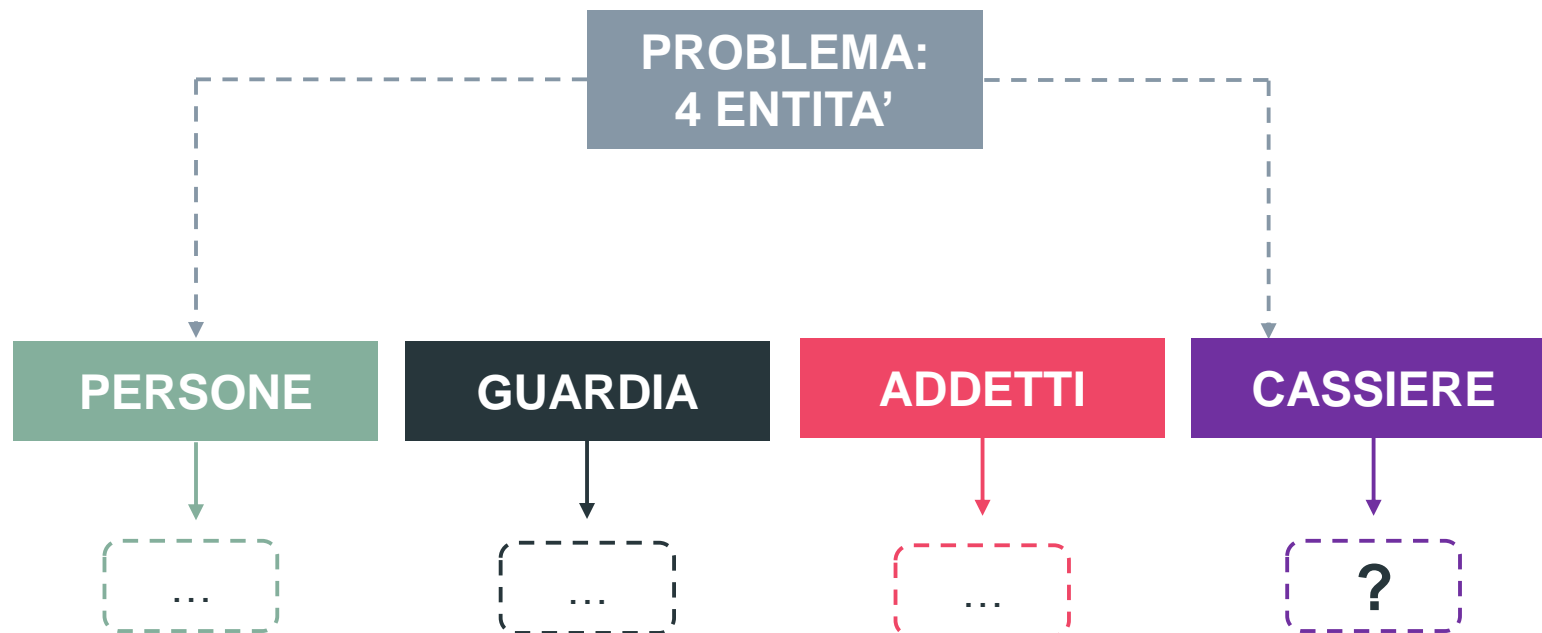 PROBLEMA:
4 ENTITA’
PERSONE
GUARDIA
ADDETTI
CASSIERE
…
…
…
?